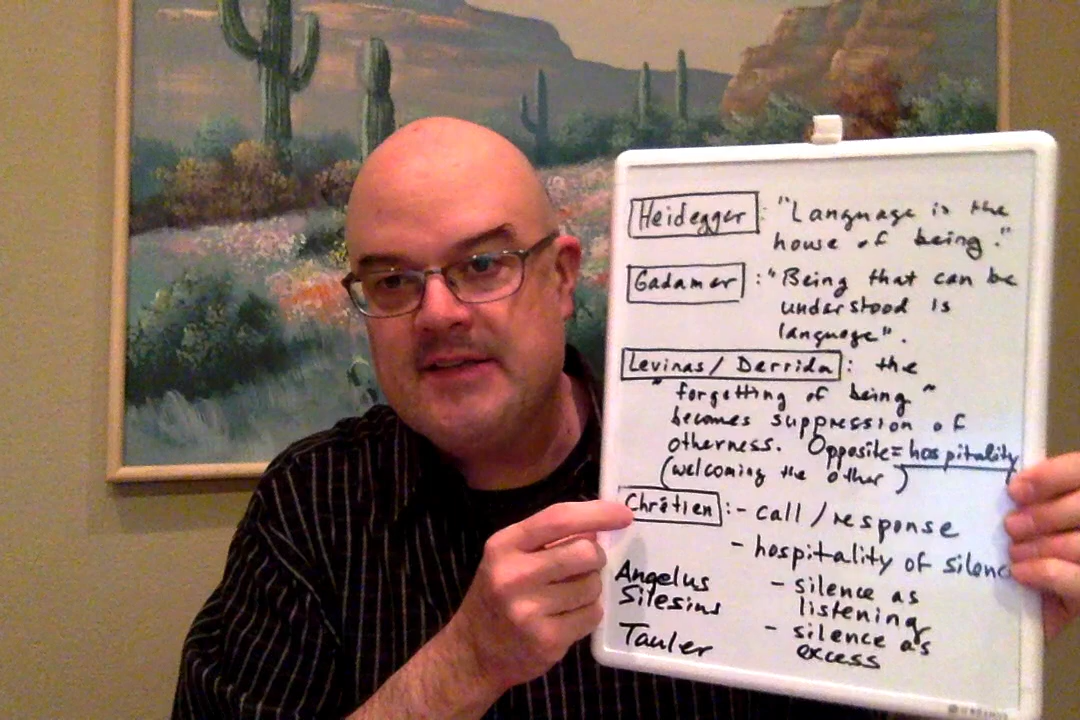 Heidegger : "Language is the
house of being."
Gadamer : "Being that can be
understood is
language".
Levinas / Derrida : the
"forgetting of being"
becomes suppression of
otherness. Opposite = hospitality
(welcoming the other)
Chrétien : - call / response
- hospitality of silenc
Angelus
Silesius
- silence as
listening
Tauler
- silence as
excess